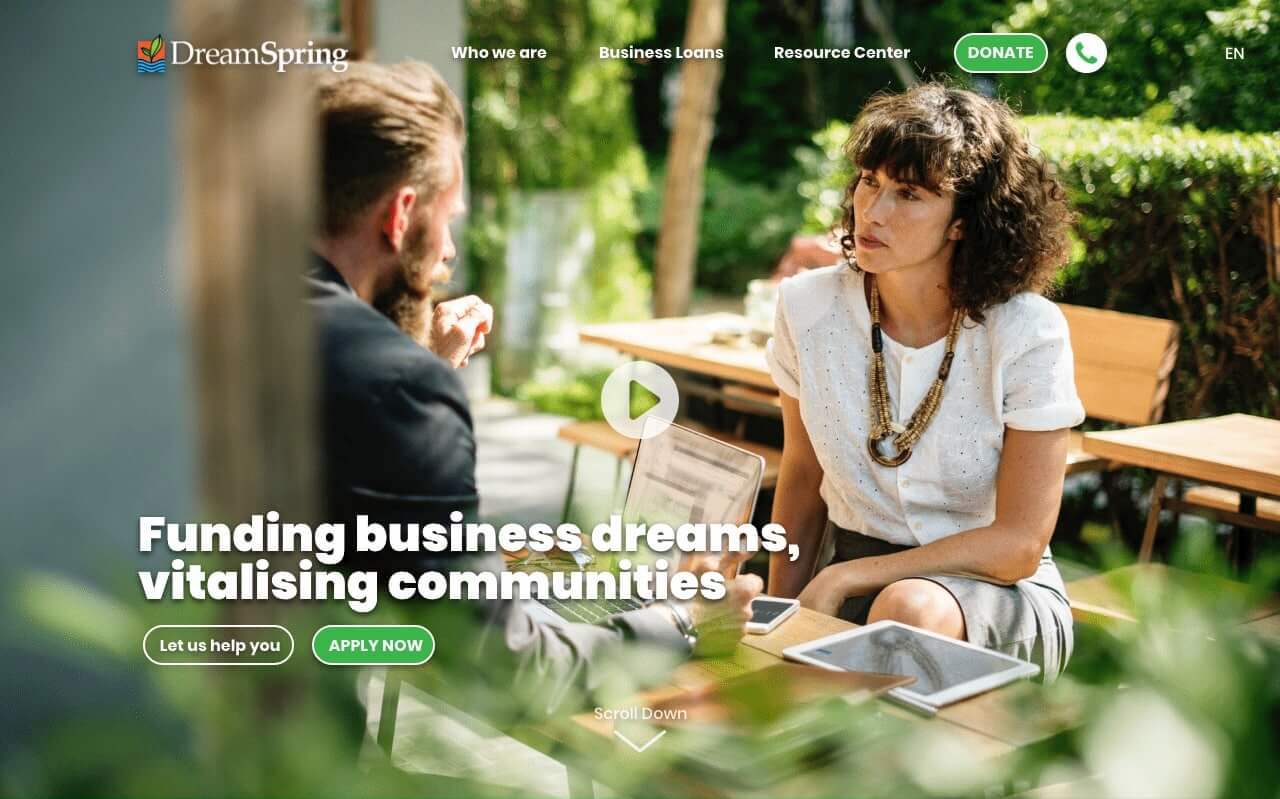 DreamSpring
Who we are
Business Loans
Resource Center
DONATE
EN
Funding business dreams,
vitalising communities
Let us help you
APPLY NOW
Scroll Down